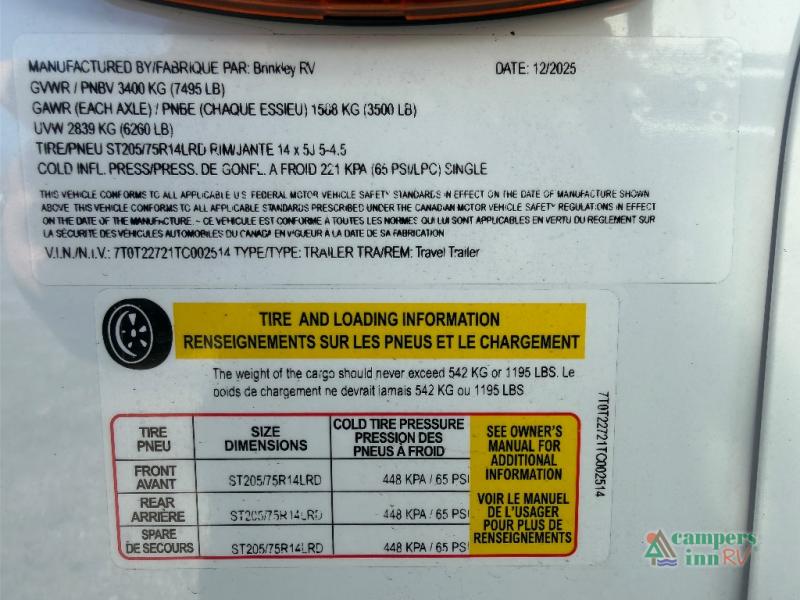 MANUFACTURED BY/FABRIQUE PAR: Brinkley RV DATE: 12/2025
GVWR / PNBV 3400 KG (7495 LB)
GAWR (EACH AXLE) / PNBE (CHAQUE ESSIEU) 1588 KG (3500 LB)
UVW 2839 KG (6260 LB)
TIRE/PNEU ST205/75R14LRD RIM/JANTE 14 x 5J 5-4.5
COLD INFL. PRESS/PRESS. DE GONFL. A FROID 221 KPA (65 PSI/LPC) SINGLE
THIS VEHICLE CONFORMS TO ALL APPLICABLE U.S. FEDERAL MOTOR VEHICLE SAFETY STANDARDS IN EFFECT ON THE DATE OF MANUFACTURE SHOWN
ABOVE. THIS VEHICLE CONFORMS TO ALL APPLICABLE STANDARDS PRESCRIBED UNDER THE CANADIAN MOTOR VEHICLE SAFETY REGULATIONS IN EFFECT
ON THE DATE OF THE MANUFACTURE. - CE VEHICULE EST CONFORME A TOUTES LES NORMES QUI LUI SONT APPLICABLES EN VERTU DU REGLEMENT SUR
LA SÉCURITE DES VÉHICULES AUTOMOBILES DU CANADA EN VIGUEUR À LA DATE DE SA FABRICATION
V.I.N./N.I.V.: 7T0T22721TC002514 TYPE/TYPE: TRAILER TRA/REM: Travel Trailer
TIRE AND LOADING INFORMATION
RENSEIGNEMENTS SUR LES PNEUS ET LE CHARGEMENT
The weight of the cargo should never exceed 542 KG or 1195 LBS. Le
poids de chargement ne devrait jamais 542 KG ou 1195 LBS
TIRE
PNEU
SIZE
DIMENSIONS
COLD TIRE PRESSURE
PRESSION DES
PNEUS À FROID
FRONT
AVANT
ST205/75R14LRD
448 KPA / 65 PSI
REAR
ARRIÈRE
ST205/75R14LRD
448 KPA / 65 PSI
SPARE
DE SECOURS
ST205/75R14LRD
448 KPA / 65 PSI
SEE OWNER'S
MANUAL FOR
ADDITIONAL
INFORMATION
VOIR LE MANUEL
DE L'USAGER
POUR PLUS DE
RENSEIGNEMENTS
7T0T22721TC002514
campers
inn RV